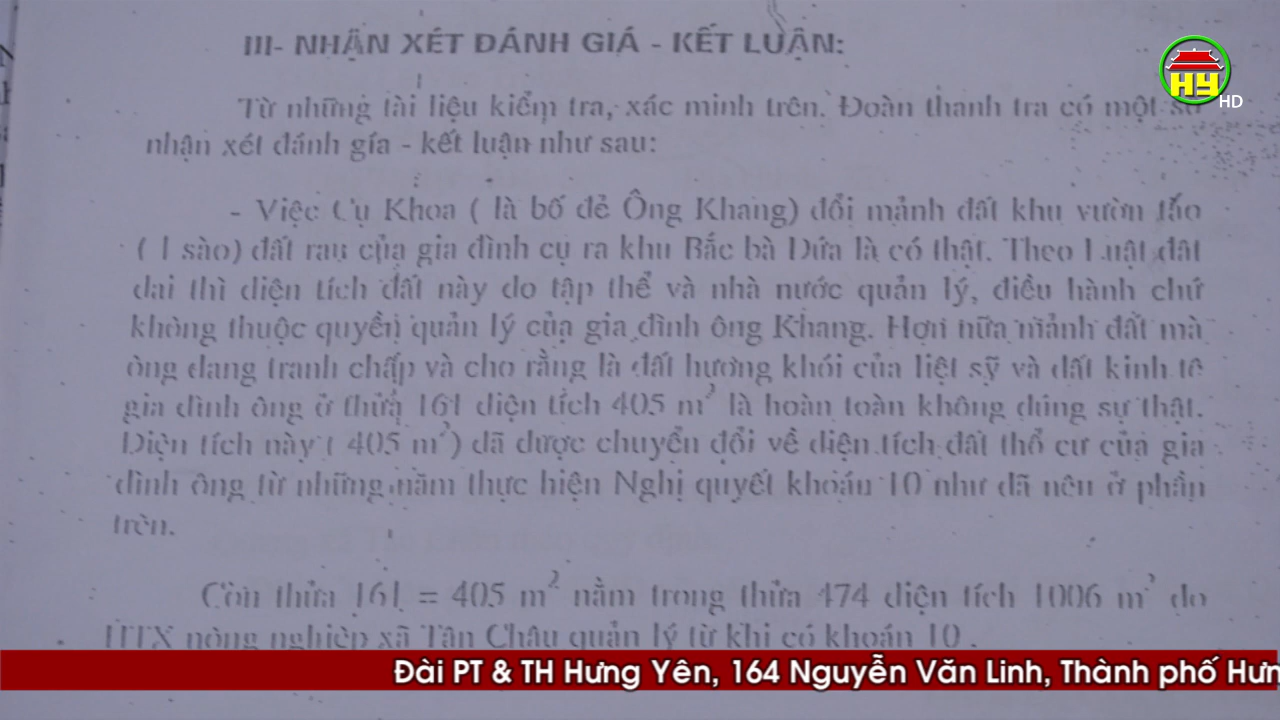 III- NHẬN XÉT ĐÁNH GIÁ - KẾT LUẬN:
HY HD
Từ những tài liệu kiểm tra, xác minh trên. Đoàn thanh tra có một số
nhận xét đánh gía - kết luận như sau:
- Việc Cụ Khoa ( là bố đẻ Ông Khang) đổi mảnh đất khu vườn táo
( 1 sào) đất rau của gia đình cụ ra khu Bắc bà Dứa là có thật. Theo Luật đất
đai thì diện tích đất này do tập thể và nhà nước quản lý, điều hành chứ
không thuộc quyền quản lý của gia đình ông Khang. Hơn nữa mảnh đất mà
ông đang tranh chấp và cho rằng là đất hương khói của liệt sỹ và đất kinh tế
gia đình ông ở thửa 161 diện tích 405 m² là hoàn toàn không đúng sự thật.
Diện tích này ( 405 m²) đã được chuyển đổi về diện tích đất thổ cư của gia
đình ông từ những năm thực hiện Nghị quyết khoán 10 như đã nêu ở phần
trên.
Còn thửa 161 = 405 m² nằm trong thửa 474 diện tích 1006 m² do
HTX nông nghiệp xã Tân Châu quản lý từ khi có khoán 10 .
Đài PT & TH Hưng Yên, 164 Nguyễn Văn Linh, Thành phố Hưn